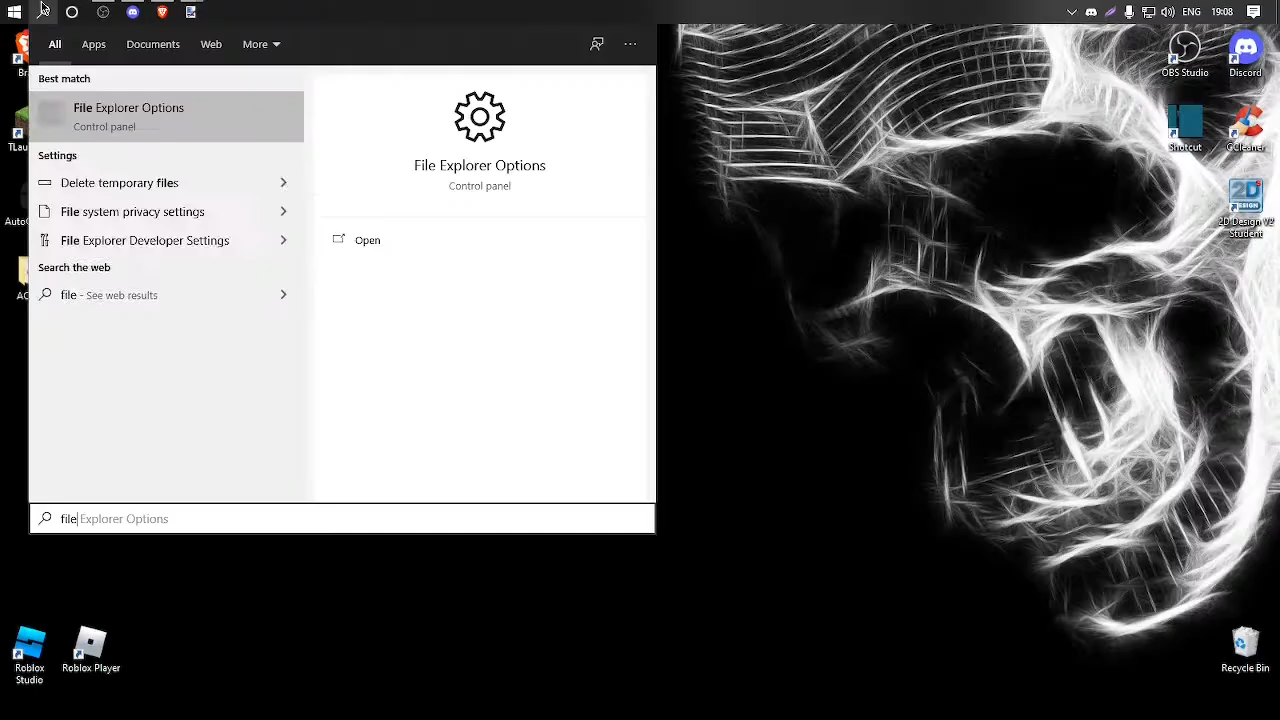 ENG
19:08
All
Apps
Documents
Web
More
Best match
File Explorer Options
Control panel
Settings
Delete temporary files
File system privacy settings
File Explorer Developer Settings
Search the web
file - See web results
File Explorer Options
Control panel
Open
file Explorer Options
OBS Studio
Discord
Shotcut
CCleaner
2D
DESIGN
2D Design V2
Student
Roblox
Studio
Roblox Player
Recycle Bin